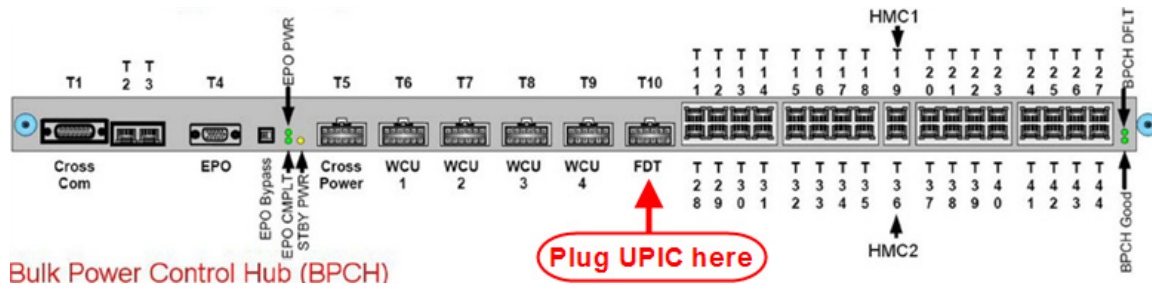 HMC1
EPO PWR
BPCH DFLT
T1
T2
T3
T4
T5
T6
T7
T8
T9
T10
T11
T12
T13
T14
T15
T16
T17
T18
T19
T20
T21
T22
T23
T24
T25
T26
T27
Cross
Com
EPO
EPO Bypass
EPO CMPLT
STBY PWR
Cross
Power
WCU
1
WCU
2
WCU
3
WCU
4
FDT
T28
T29
T30
T31
T32
T33
T34
T35
T36
T37
T38
T39
T40
T41
T42
T43
T44
BPCH Good
HMC2
Plug UPIC here
Bulk Power Control Hub (BPCH)